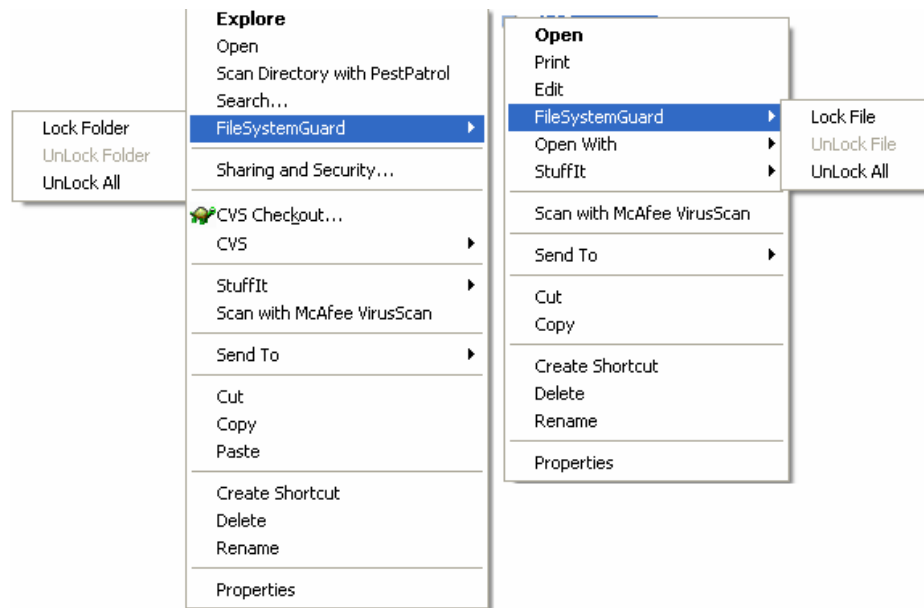 Explore
Open
Scan Directory with PestPatrol
Search...
FileSystemGuard
Sharing and Security...
CVS Checkout...
CVS
StuffIt
Scan with McAfee VirusScan
Send To
Cut
Copy
Paste
Create Shortcut
Delete
Rename
Properties
Lock Folder
UnLock Folder
UnLock All
Open
Print
Edit
FileSystemGuard
Open With
StuffIt
Scan with McAfee VirusScan
Send To
Cut
Copy
Create Shortcut
Delete
Rename
Properties
Lock File
UnLock File
UnLock All